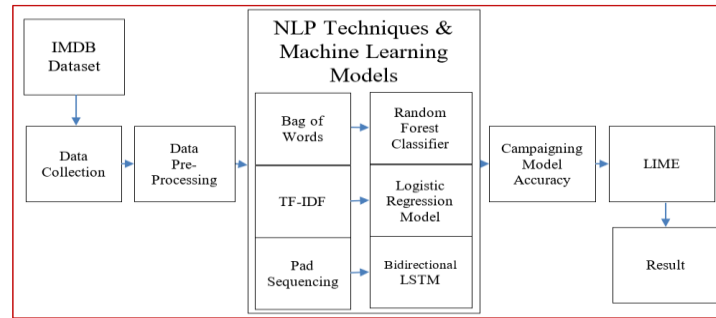 IMDB
Dataset
Data
Collection
Data
Pre-
Processing
NLP Techniques &
Machine Learning
Models
Bag of
Words
Random
Forest
Classifier
TF-IDF
Logistic
Regression
Model
Pad
Sequencing
Bidirectional
LSTM
Campaigning
Model
Accuracy
LIME
Result